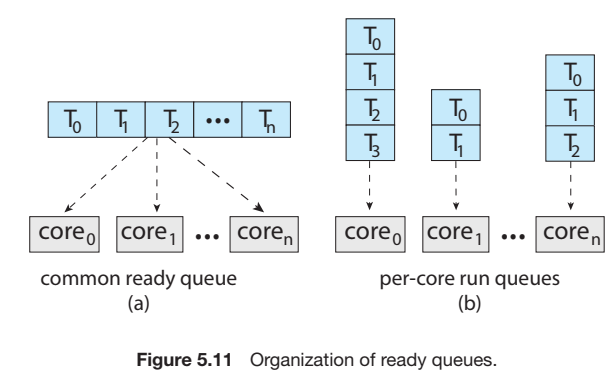 T0 T1 T2 ••• Tn
core0 core1 ••• coren
common ready queue
(a)
T0
T1
T2
T3
T0
T1
T0
T1
T2
core0 core1 ••• coren
per-core run queues
(b)
Figure 5.11 Organization of ready queues.